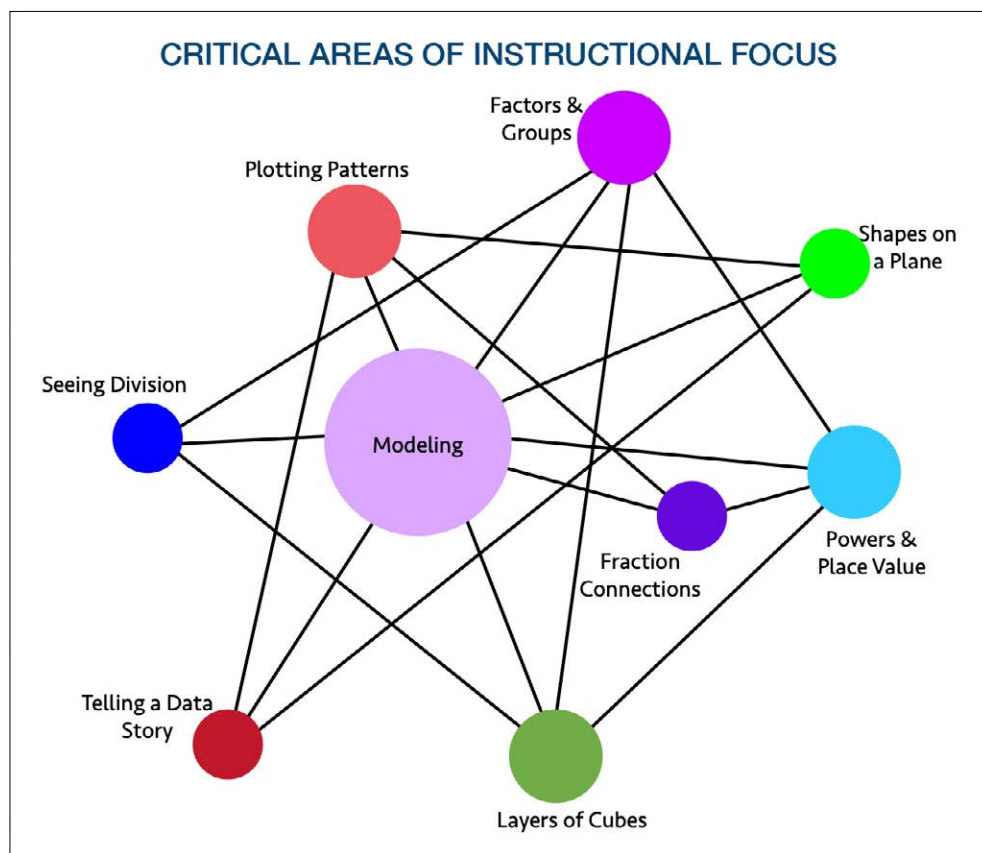 CRITICAL AREAS OF INSTRUCTIONAL FOCUS
Factors &
Groups
Plotting Patterns
Shapes on
a Plane
Seeing Division
Modeling
Fraction
Connections
Powers &
Place Value
Telling a Data
Story
Layers of Cubes